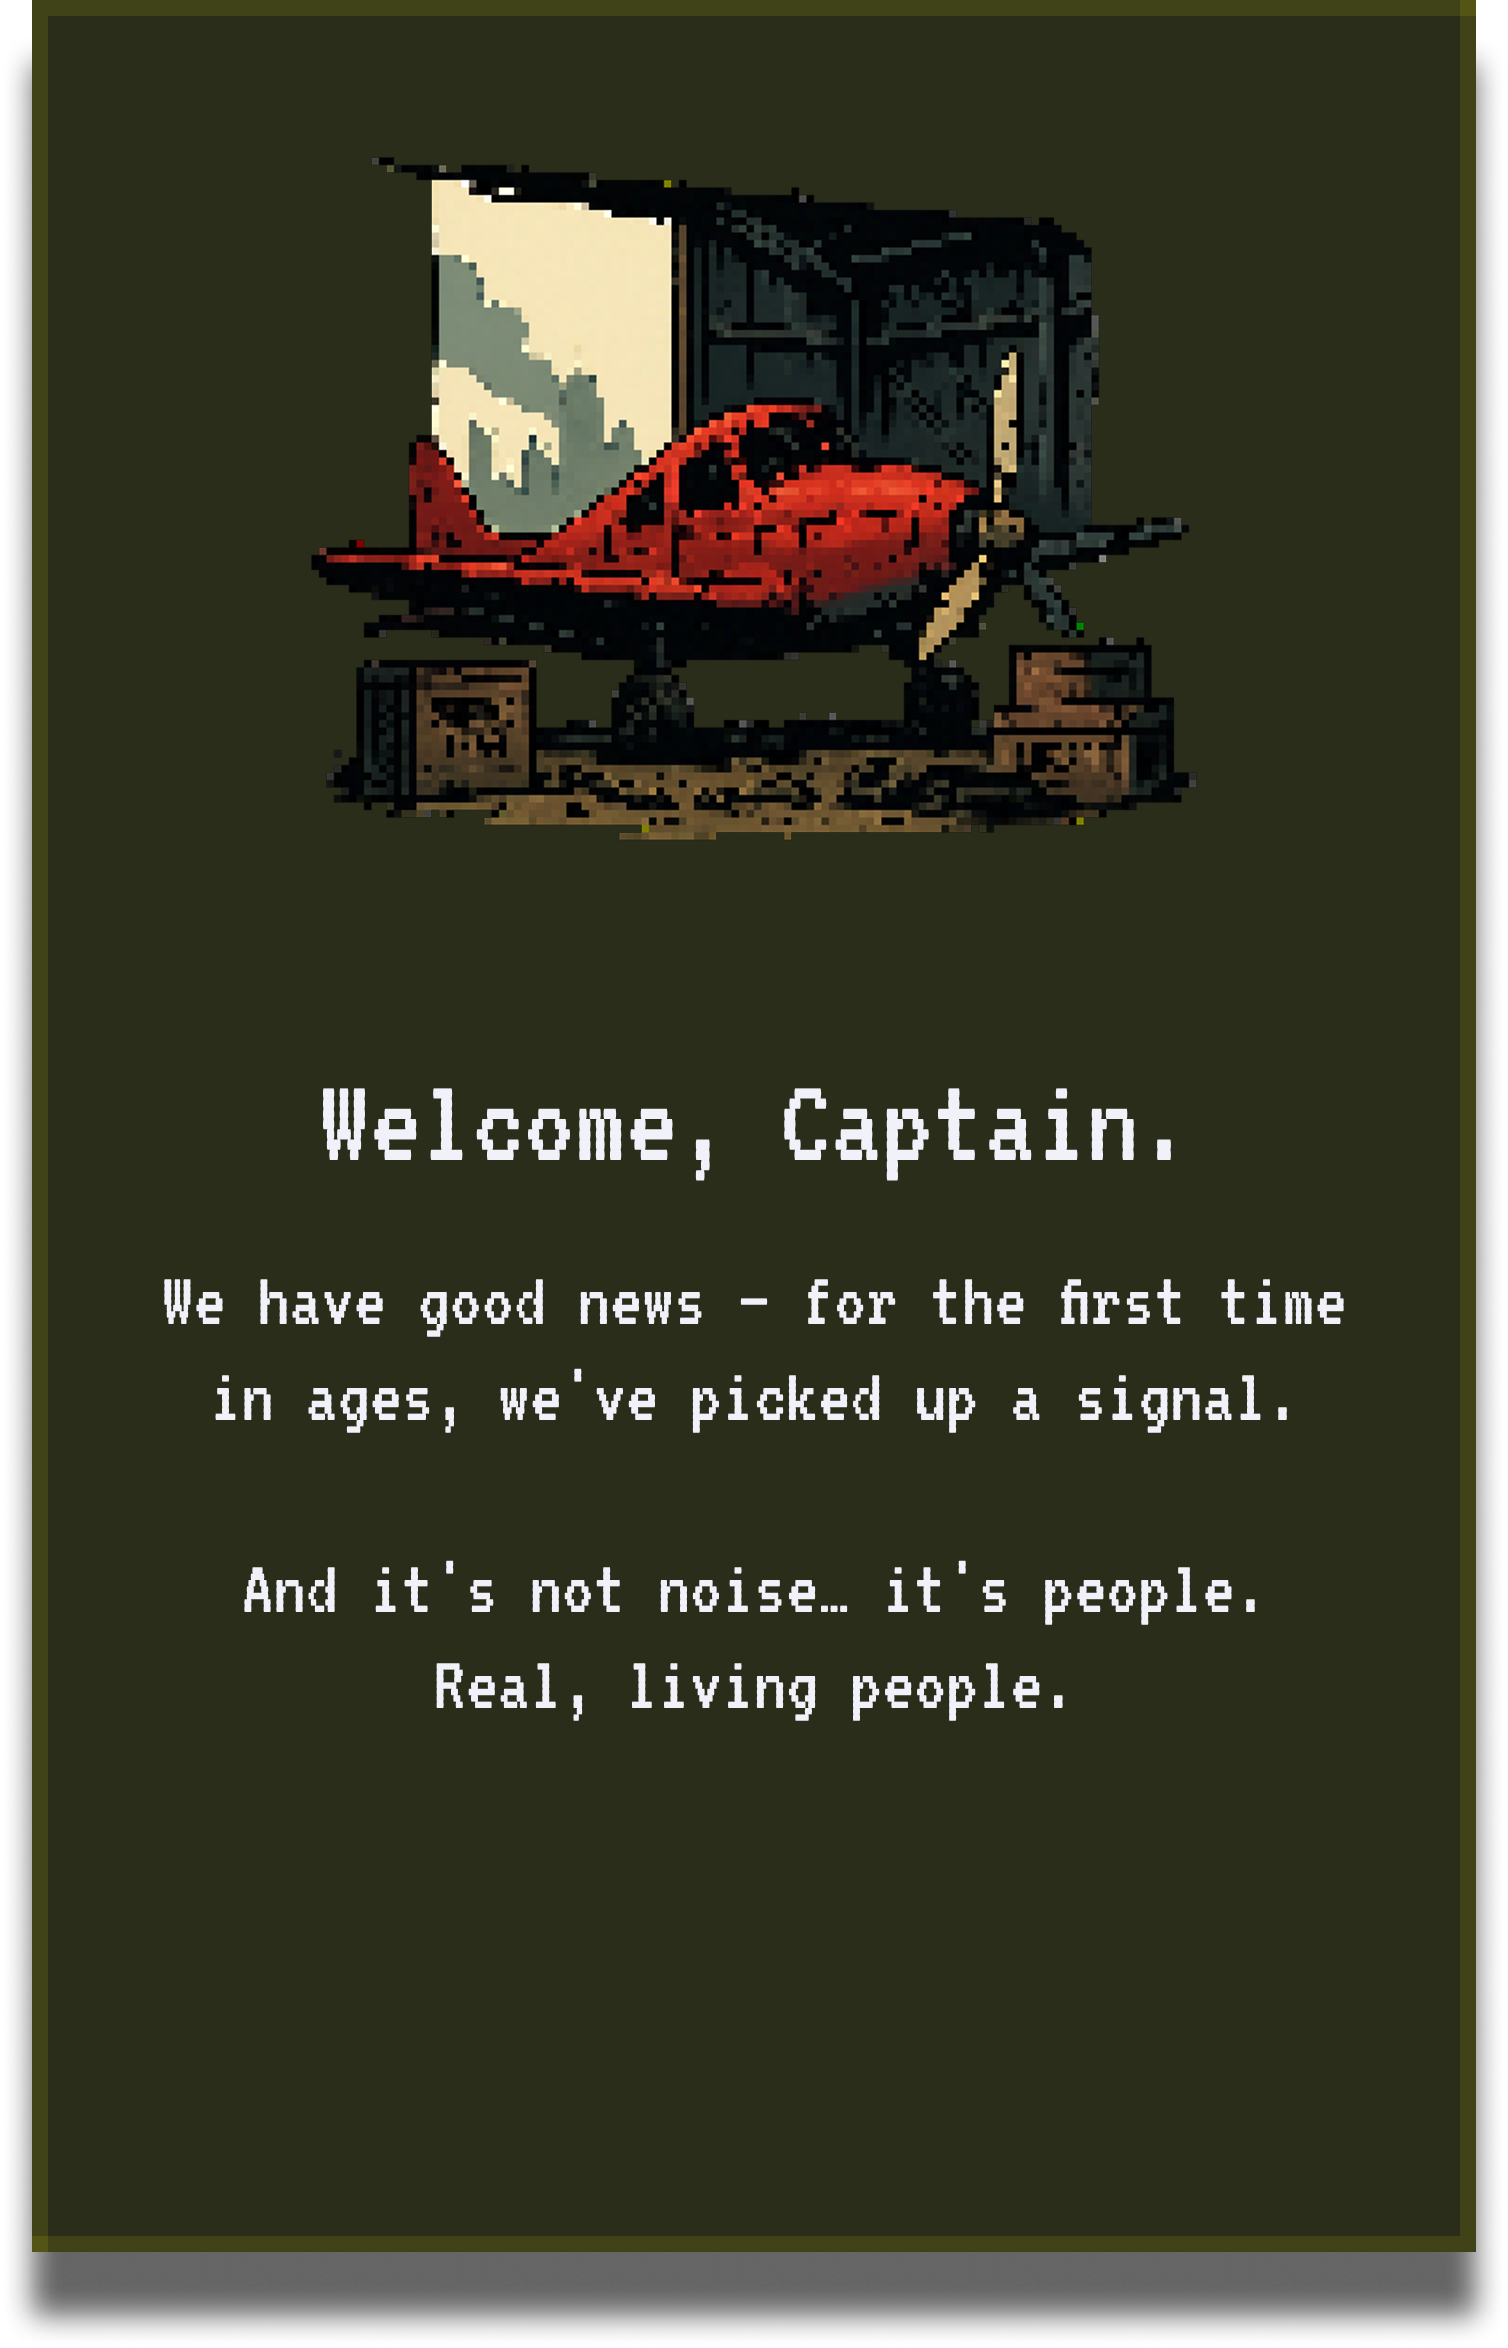 Welcome, Captain.
We have good news – for the first time
in ages, we've picked up a signal.
And it's not noise… it's people.
Real, living people.